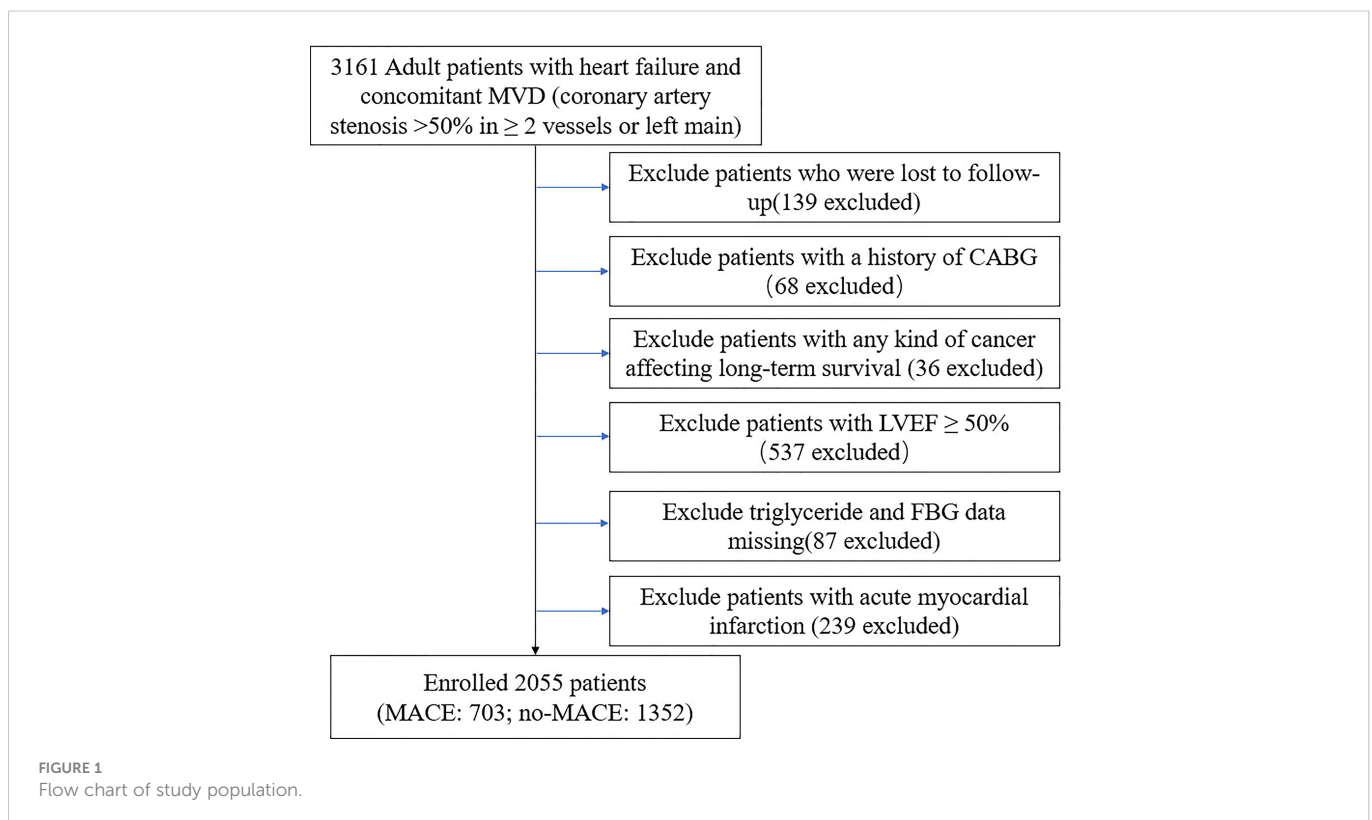 3161 Adult patients with heart failure and
concomitant MVD (coronary artery
stenosis >50% in ≥ 2 vessels or left main)
Exclude patients who were lost to follow-
up(139 excluded)
Exclude patients with a history of CABG
（68 excluded）
Exclude patients with any kind of cancer
affecting long-term survival (36 excluded)
Exclude patients with LVEF ≥ 50%
（537 excluded）
Exclude triglyceride and FBG data
missing(87 excluded)
Exclude patients with acute myocardial
infarction (239 excluded)
Enrolled 2055 patients
(MACE: 703; no-MACE: 1352)
FIGURE 1
Flow chart of study population.